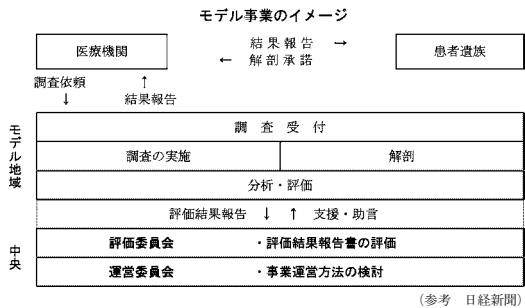 モデル事業のイメージ
医療機関
結果報告 →
← 解剖承諾
患者遺族
調査依頼 ↑
↓ 結果報告
モデル地域
調査受付
調査の実施
解剖
分析・評価
評価結果報告 ↓ ↑ 支援・助言
中央
評価委員会 ・評価結果報告書の評価
運営委員会 ・事業運営方法の検討
(参考 日経新聞)